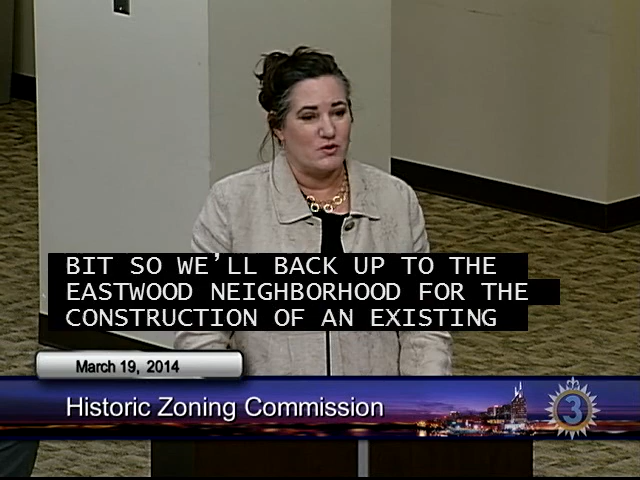 BIT SO WE'LL BACK UP TO THE
EASTWOOD NEIGHBORHOOD FOR THE
CONSTRUCTION OF AN EXISTING
March 19, 2014
Historic Zoning Commission
3